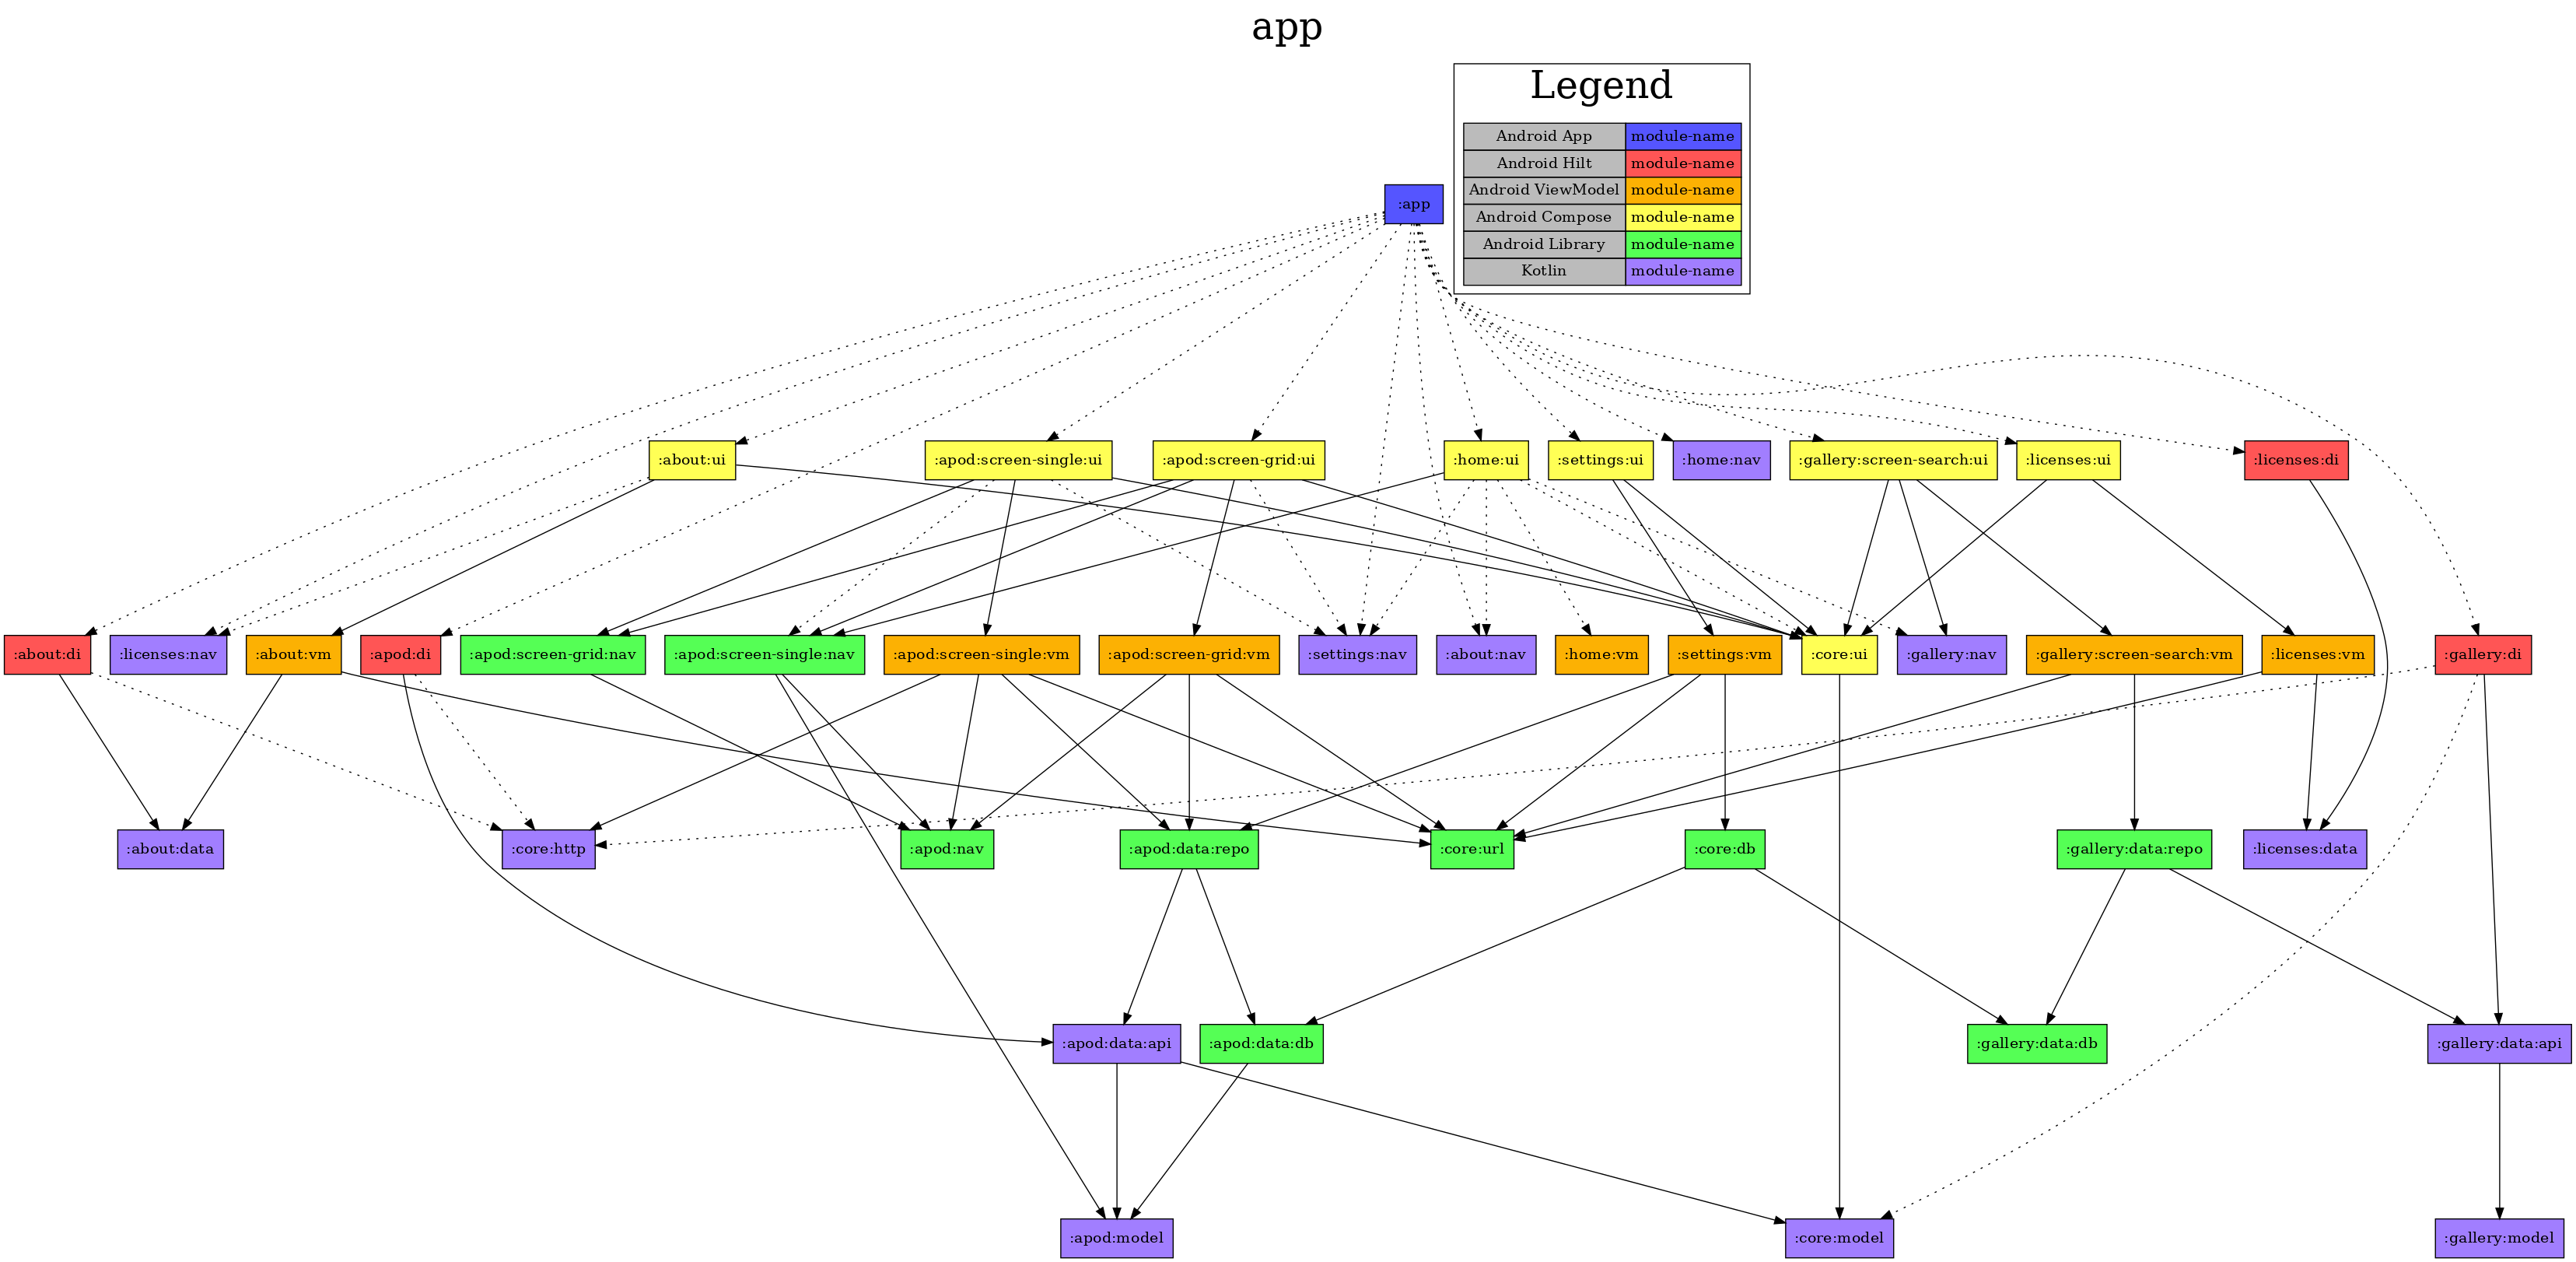 app
Legend
Android App module-name
Android Hilt module-name
Android ViewModel module-name
Android Compose module-name
Android Library module-name
Kotlin module-name
:app
:about:ui
:apod:screen-single:ui
:apod:screen-grid:ui
:home:ui
:settings:ui
:home:nav
:gallery:screen-search:ui
:licenses:ui
:licenses:di
:about:di
:licenses:nav
:about:vm
:apod:di
:apod:screen-grid:nav
:apod:screen-single:nav
:apod:screen-single:vm
:apod:screen-grid:vm
:settings:nav
:about:nav
:home:vm
:settings:vm
:core:ui
:gallery:nav
:gallery:screen-search:vm
:licenses:vm
:gallery:di
:about:data
:core:http
:apod:nav
:apod:data:repo
:core:url
:core:db
:gallery:data:repo
:licenses:data
:apod:data:api
:apod:data:db
:gallery:data:db
:gallery:data:api
:apod:model
:core:model
:gallery:model